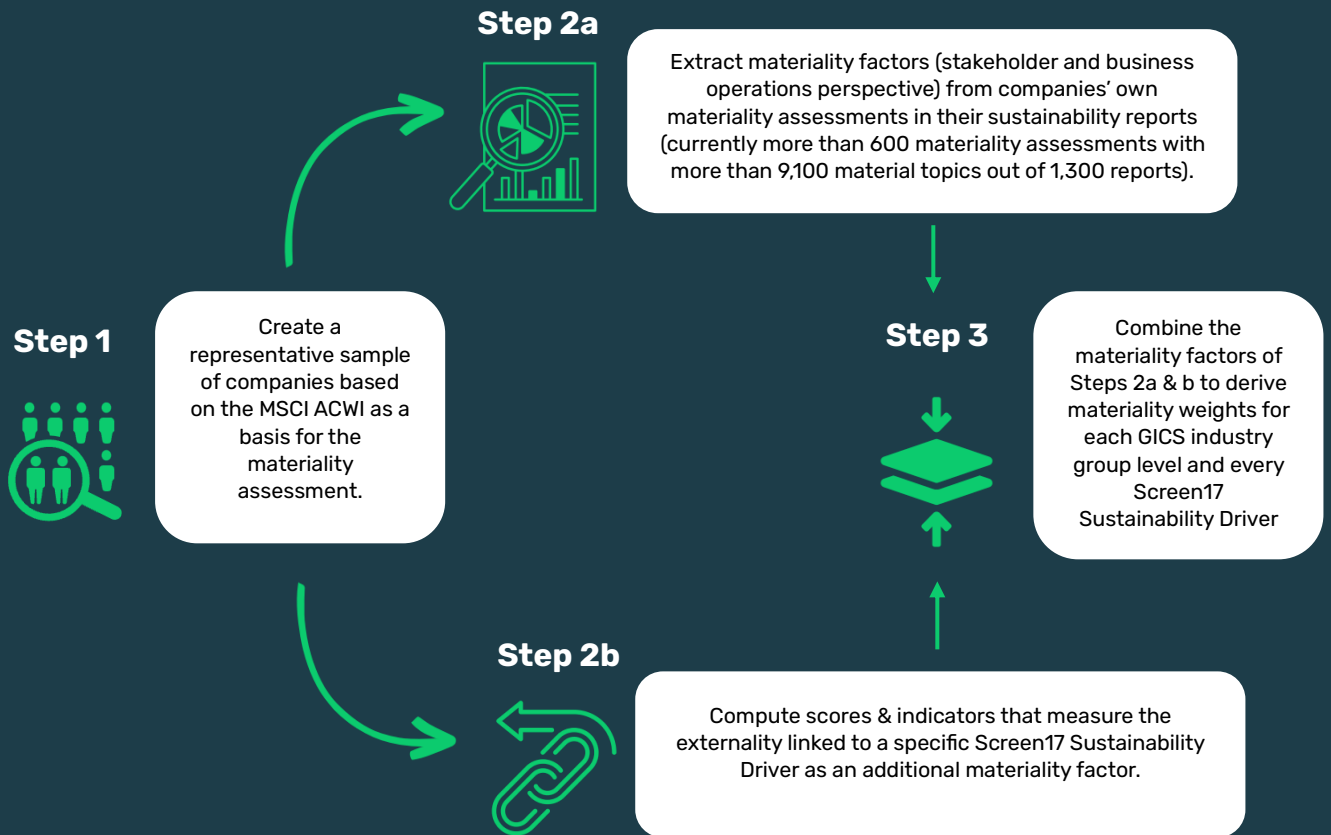 Step 1
Create a
representative sample
of companies based
on the MSCI ACWI as a
basis for the
materiality
assessment.
Step 2a
Extract materiality factors (stakeholder and business
operations perspective) from companies’ own
materiality assessments in their sustainability reports
(currently more than 600 materiality assessments with
more than 9,100 material topics out of 1,300 reports).
Step 2b
Compute scores & indicators that measure the
externality linked to a specific Screen17 Sustainability
Driver as an additional materiality factor.
Step 3
Combine the
materiality factors of
Steps 2a & b to derive
materiality weights for
each GICS industry
group level and every
Screen17
Sustainability Driver